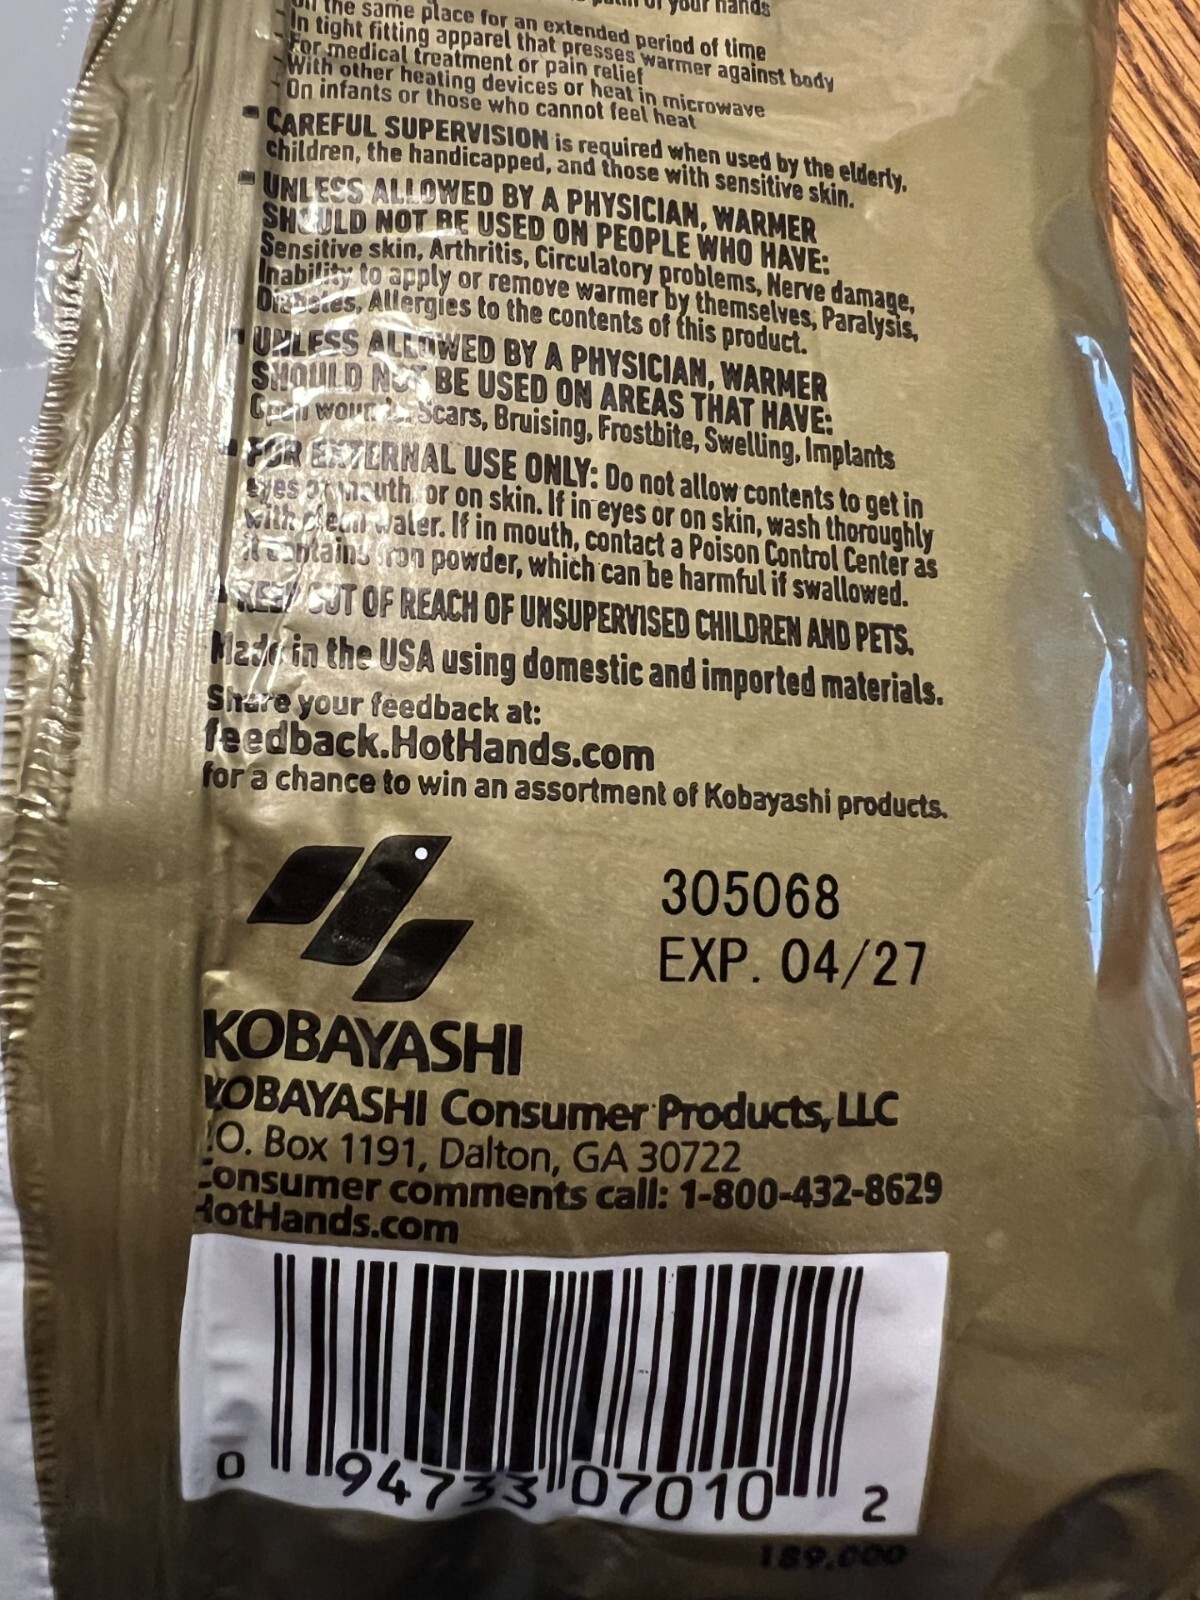 of your hands
- On the same place for an extended period of time
- In tight fitting apparel that presses warmer against body
- For medical treatment or pain relief
- With other heating devices or heat in microwave
- On infants or those who cannot feel heat
- CAREFUL SUPERVISION is required when used by the elderly,
children, the handicapped, and those with sensitive skin.
- UNLESS ALLOWED BY A PHYSICIAN, WARMER
SHOULD NOT BE USED ON PEOPLE WHO HAVE:
Sensitive skin, Arthritis, Circulatory problems, Nerve damage,
Inability to apply or remove warmer by themselves, Paralysis,
Diabetes, Allergies to the contents of this product.
- UNLESS ALLOWED BY A PHYSICIAN, WARMER
SHOULD NOT BE USED ON AREAS THAT HAVE:
Open wounds, Scars, Bruising, Frostbite, Swelling, Implants
- FOR EXTERNAL USE ONLY: Do not allow contents to get in
eyes or mouth or on skin. If in eyes or on skin, wash thoroughly
with clean water. If in mouth, contact a Poison Control Center as
it contains iron powder, which can be harmful if swallowed.
- KEEP OUT OF REACH OF UNSUPERVISED CHILDREN AND PETS.
Made in the USA using domestic and imported materials.
Share your feedback at:
feedback.HotHands.com
for a chance to win an assortment of Kobayashi products.
305068
EXP. 04/27
KOBAYASHI
KOBAYASHI Consumer Products, LLC
P.O. Box 1191, Dalton, GA 30722
Consumer comments call: 1-800-432-8629
HotHands.com
0 94733 07010 2
189.000